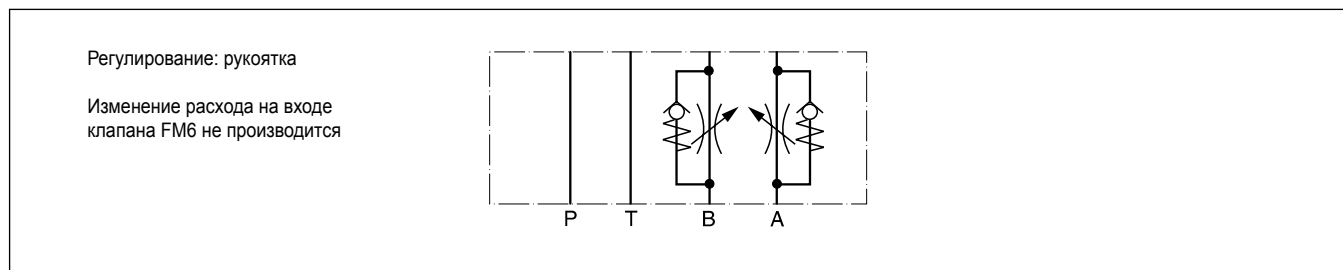 Регулирование: рукоятка
Изменение расхода на входе
клапана FM6 не производится
P T B A